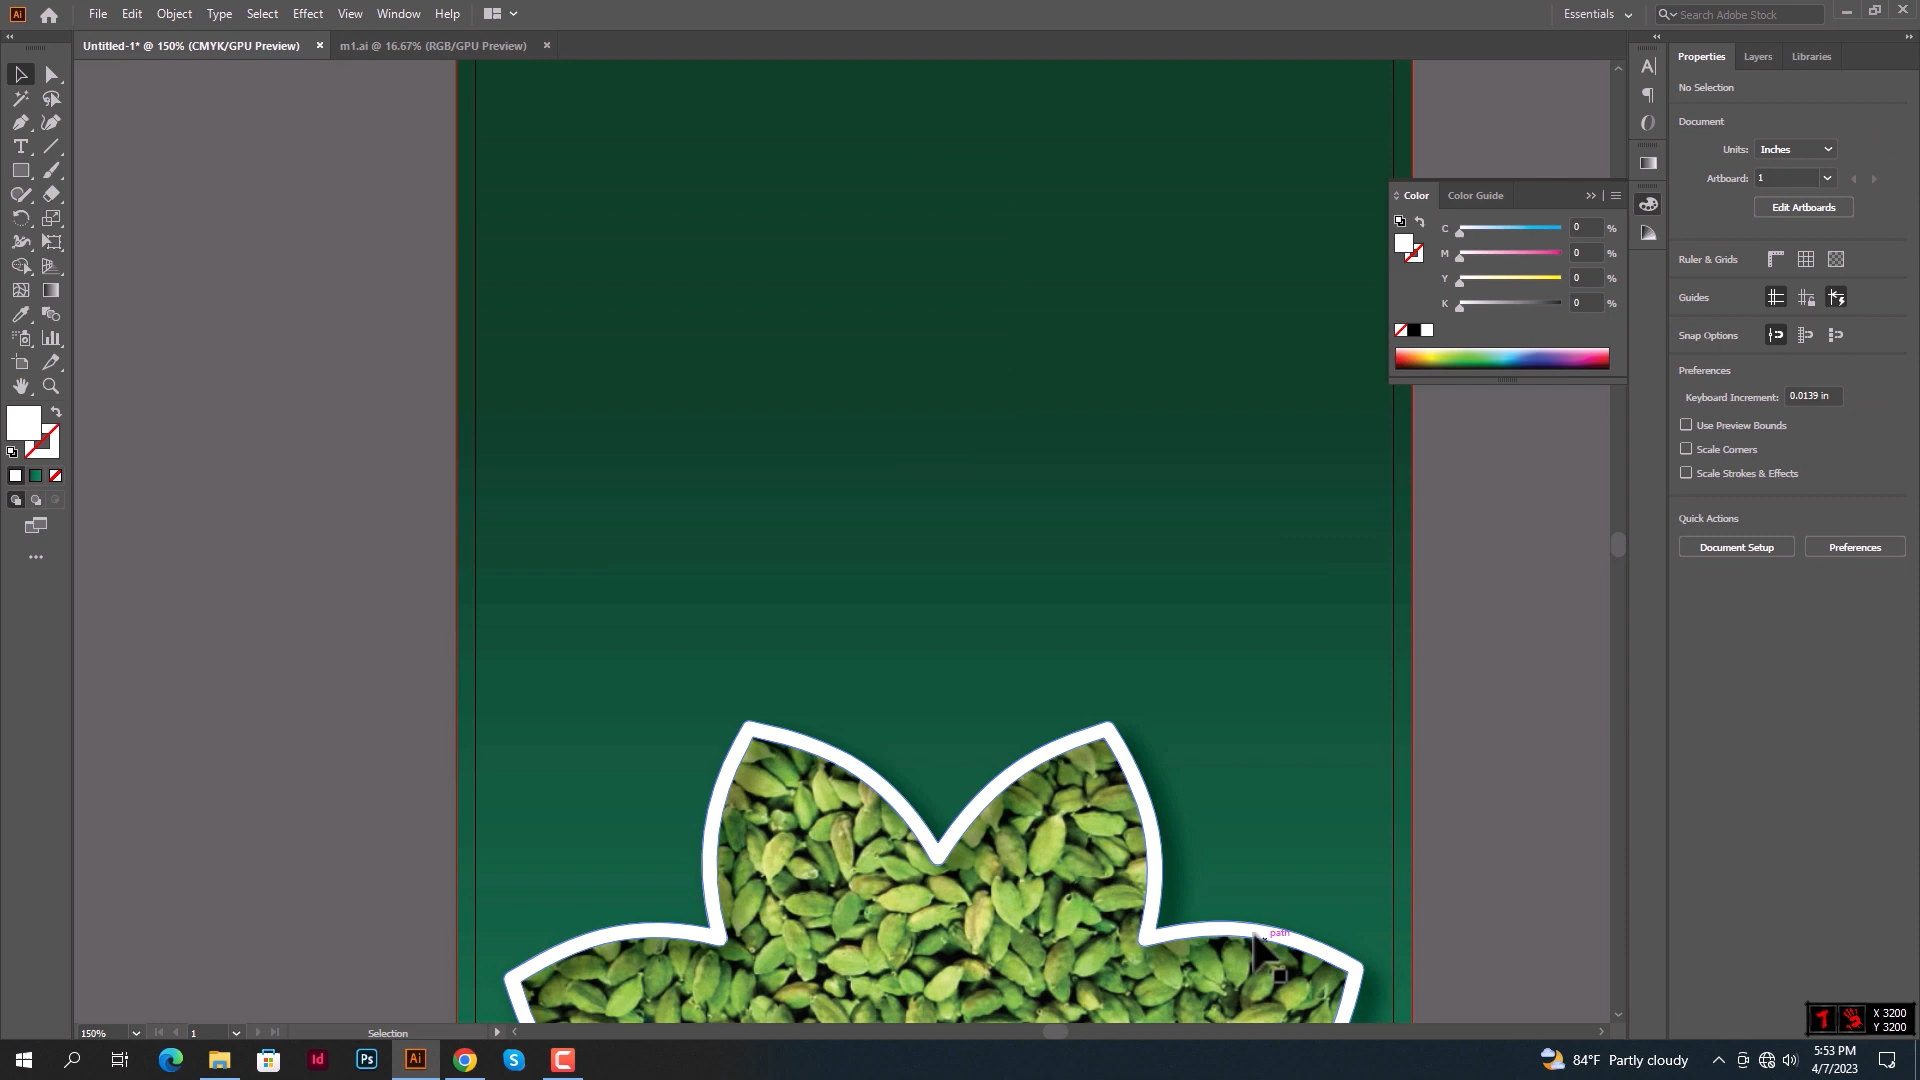 Ai File Edit Object Type Select Effect View Window Help Essentials Search Adobe Stock
Untitled-1* @ 150% (CMYK/GPU Preview) × m1.ai @ 16.67% (RGB/GPU Preview) ×
Properties Layers Libraries
No Selection
Document
Units: Inches
Artboard: 1
Edit Artboards
Color Color Guide
C 0 %
M 0 %
Y 0 %
K 0 %
Ruler & Grids
Guides
Snap Options
Preferences
Keyboard Increment: 0.0139 in
Use Preview Bounds
Scale Corners
Scale Strokes & Effects
Quick Actions
Document Setup Preferences
path
150% 1 Selection
X 3200
Y 3200
Id Ps Ai
84°F Partly cloudy
5:53 PM
4/7/2023